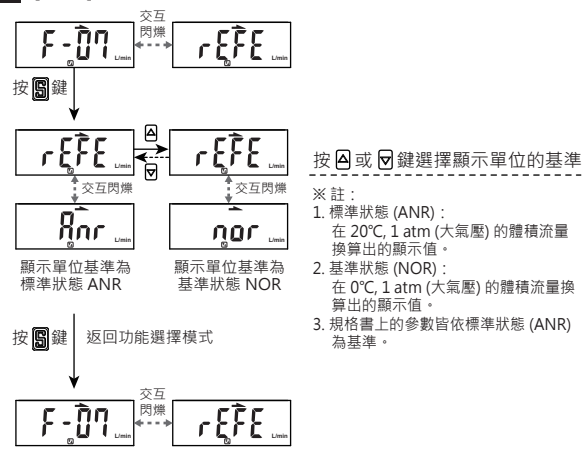 F-07 L/min 交互閃爍 rEFE L/min
按 S 鍵
rEFE L/min rEFE L/min
交互閃爍 交互閃爍
Anr L/min nor L/min
顯示單位基準為
標準狀態 ANR
顯示單位基準為
基準狀態 NOR
按 S 鍵 返回功能選擇模式
F-07 L/min 交互閃爍 rEFE L/min
按 △ 或 ▽ 鍵選擇顯示單位的基準
※ 註：
1. 標準狀態 (ANR)：
在 20℃, 1 atm (大氣壓) 的體積流量
換算出的顯示值。
2. 基準狀態 (NOR)：
在 0℃, 1 atm (大氣壓) 的體積流量換
算出的顯示值。
3. 規格書上的參數皆依標準狀態 (ANR)
為基準。